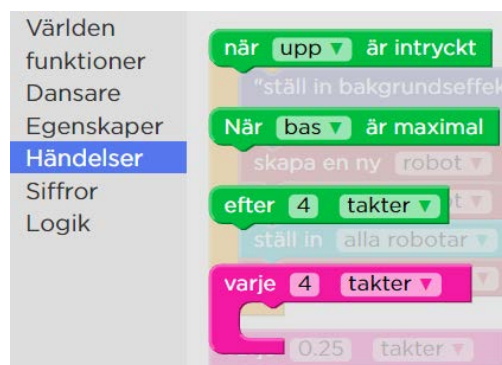 Världen
funktioner
Dansare
Egenskaper
Händelser
Siffror
Logik
när upp ▼ är intryckt
"ställ in bakgrundseffek
När bas ▼ är maximal
skapa en ny robot ▼
efter 4 takter ▼
ställ in alla robotar ▼
varje 4 takter ▼
0.25 takter ▼